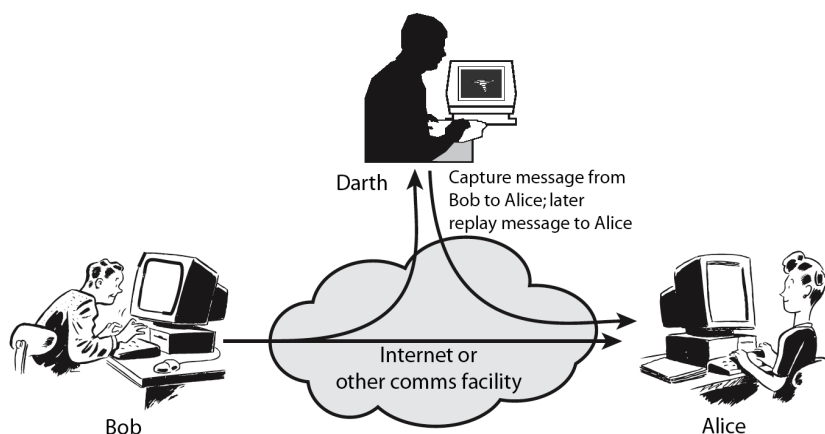 Darth
Capture message from
Bob to Alice; later
replay message to Alice
Internet or
other comms facility
Bob
Alice